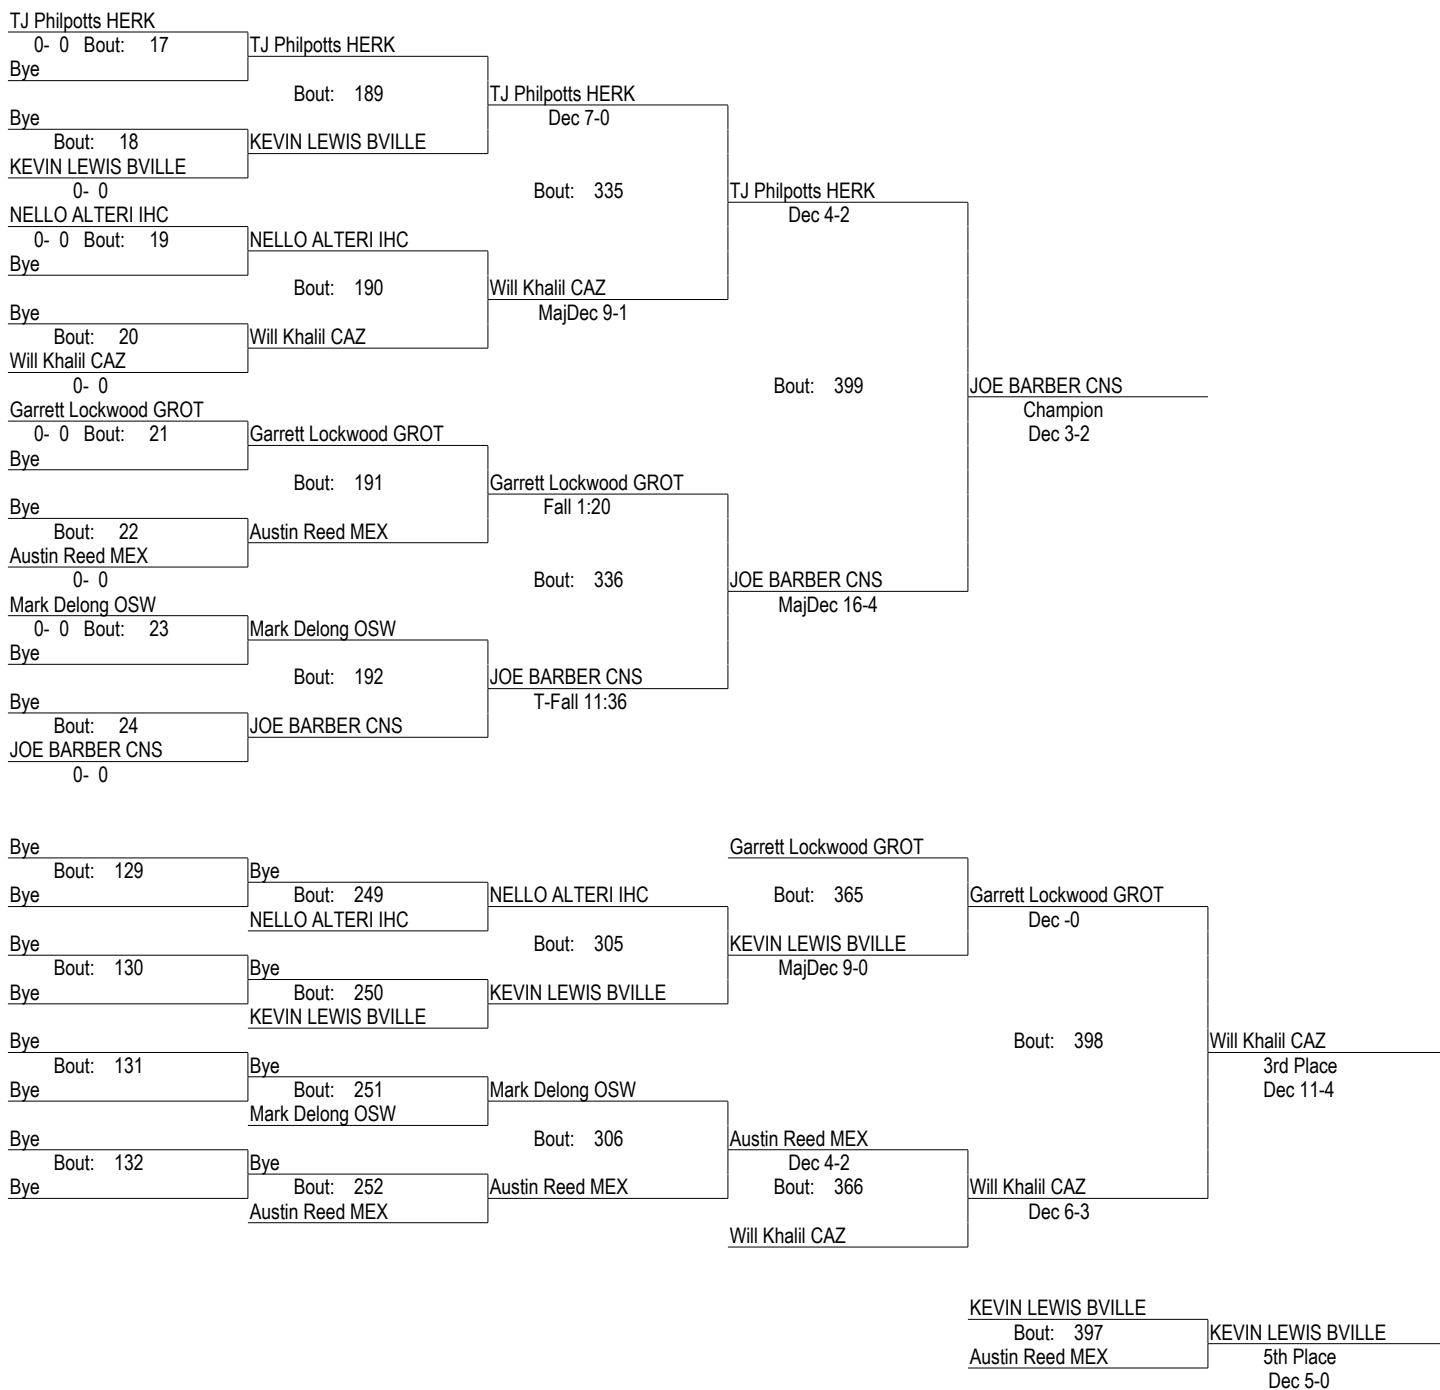 TJ Philpotts HERK
0- 0 Bout: 17 TJ Philpotts HERK
Bye
Bout: 189 TJ Philpotts HERK
Bye Dec 7-0
Bout: 18 KEVIN LEWIS BVILLE
KEVIN LEWIS BVILLE
0- 0 Bout: 335 TJ Philpotts HERK
NELLO ALTERI IHC Dec 4-2
0- 0 Bout: 19 NELLO ALTERI IHC
Bye
Bout: 190 Will Khalil CAZ
Bye MajDec 9-1
Bout: 20 Will Khalil CAZ
Will Khalil CAZ
0- 0 Bout: 399 JOE BARBER CNS
Garrett Lockwood GROT Champion
0- 0 Bout: 21 Garrett Lockwood GROT Dec 3-2
Bye
Bout: 191 Garrett Lockwood GROT
Bye Fall 1:20
Bout: 22 Austin Reed MEX
Austin Reed MEX
0- 0 Bout: 336 JOE BARBER CNS
Mark Delong OSW MajDec 16-4
0- 0 Bout: 23 Mark Delong OSW
Bye
Bout: 192 JOE BARBER CNS
Bye T-Fall 11:36
Bout: 24 JOE BARBER CNS
JOE BARBER CNS
0- 0
Bye Garrett Lockwood GROT
Bout: 129 Bye
Bye Bout: 249 NELLO ALTERI IHC Bout: 365 Garrett Lockwood GROT
NELLO ALTERI IHC Dec -0
Bye Bout: 305 KEVIN LEWIS BVILLE
Bout: 130 Bye MajDec 9-0
Bye Bout: 250 KEVIN LEWIS BVILLE
KEVIN LEWIS BVILLE
Bye Bout: 398 Will Khalil CAZ
Bout: 131 Bye 3rd Place
Bye Bout: 251 Mark Delong OSW Dec 11-4
Mark Delong OSW
Bye Bout: 306 Austin Reed MEX
Bout: 132 Bye Dec 4-2
Bye Bout: 252 Austin Reed MEX Bout: 366 Will Khalil CAZ
Austin Reed MEX Dec 6-3
Will Khalil CAZ
KEVIN LEWIS BVILLE
Bout: 397 KEVIN LEWIS BVILLE
Austin Reed MEX 5th Place
Dec 5-0